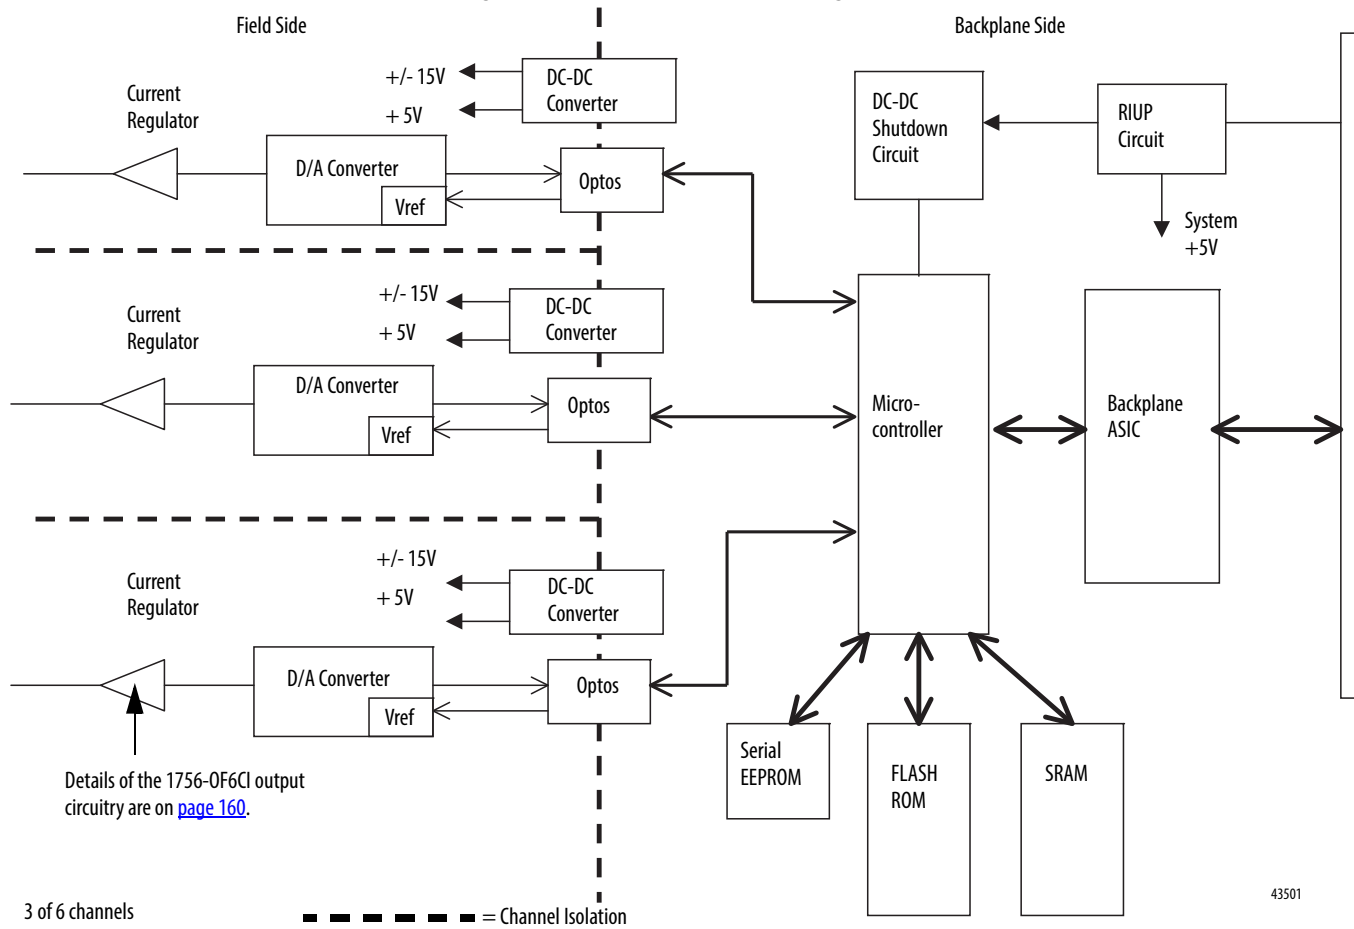 Field Side
Backplane Side
+/- 15V
+ 5V
DC-DC
Converter
Current
Regulator
D/A Converter
Vref
Optos
DC-DC
Shutdown
Circuit
RIUP
Circuit
System
+5V
+/- 15V
+ 5V
DC-DC
Converter
Current
Regulator
D/A Converter
Vref
Optos
Micro-
controller
Backplane
ASIC
+/- 15V
+ 5V
DC-DC
Converter
Current
Regulator
D/A Converter
Vref
Optos
Details of the 1756-OF6CI output
circuitry are on page 160.
Serial
EEPROM
FLASH
ROM
SRAM
3 of 6 channels
= Channel Isolation
43501